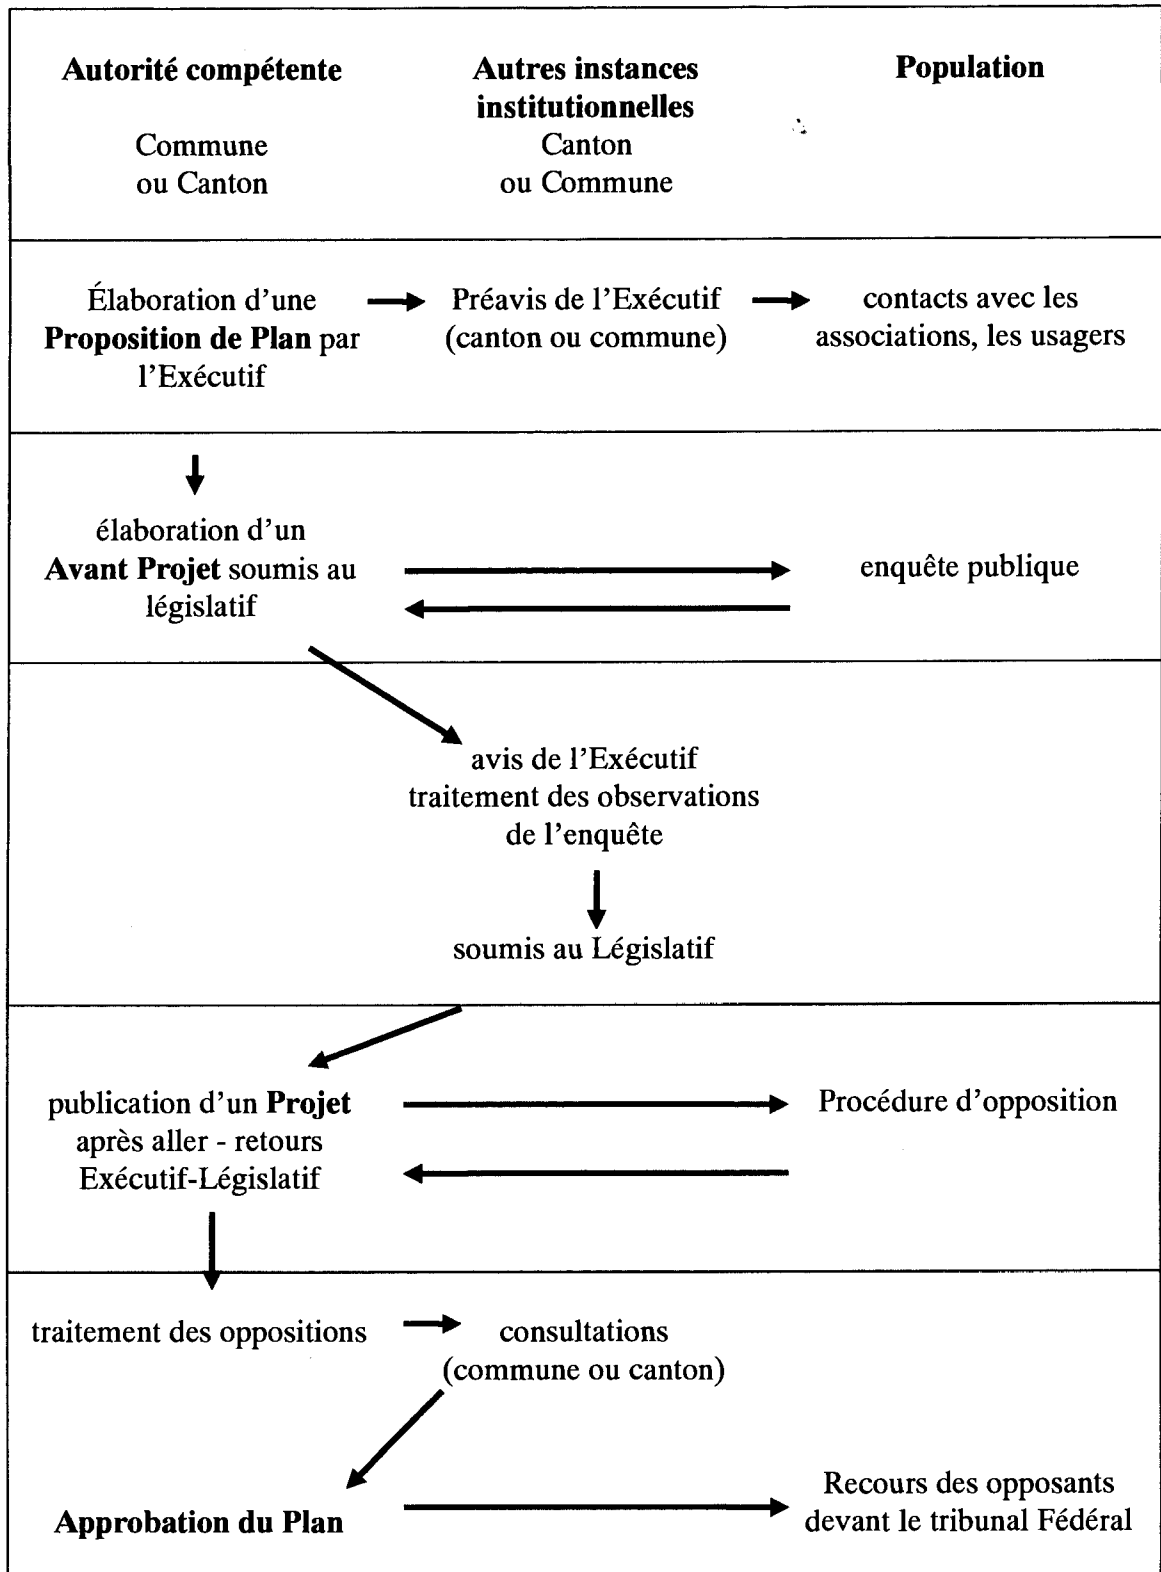 Autorité compétente
Commune
ou Canton
Autres instances
institutionnelles
Canton
ou Commune
Population
Élaboration d'une
Proposition de Plan par
l'Exécutif
Préavis de l'Exécutif
(canton ou commune)
contacts avec les
associations, les usagers
élaboration d'un
Avant Projet soumis au
législatif
enquête publique
avis de l'Exécutif
traitement des observations
de l'enquête
soumis au Législatif
publication d'un Projet
après aller - retours
Exécutif-Législatif
Procédure d'opposition
traitement des oppositions
consultations
(commune ou canton)
Approbation du Plan
Recours des opposants
devant le tribunal Fédéral